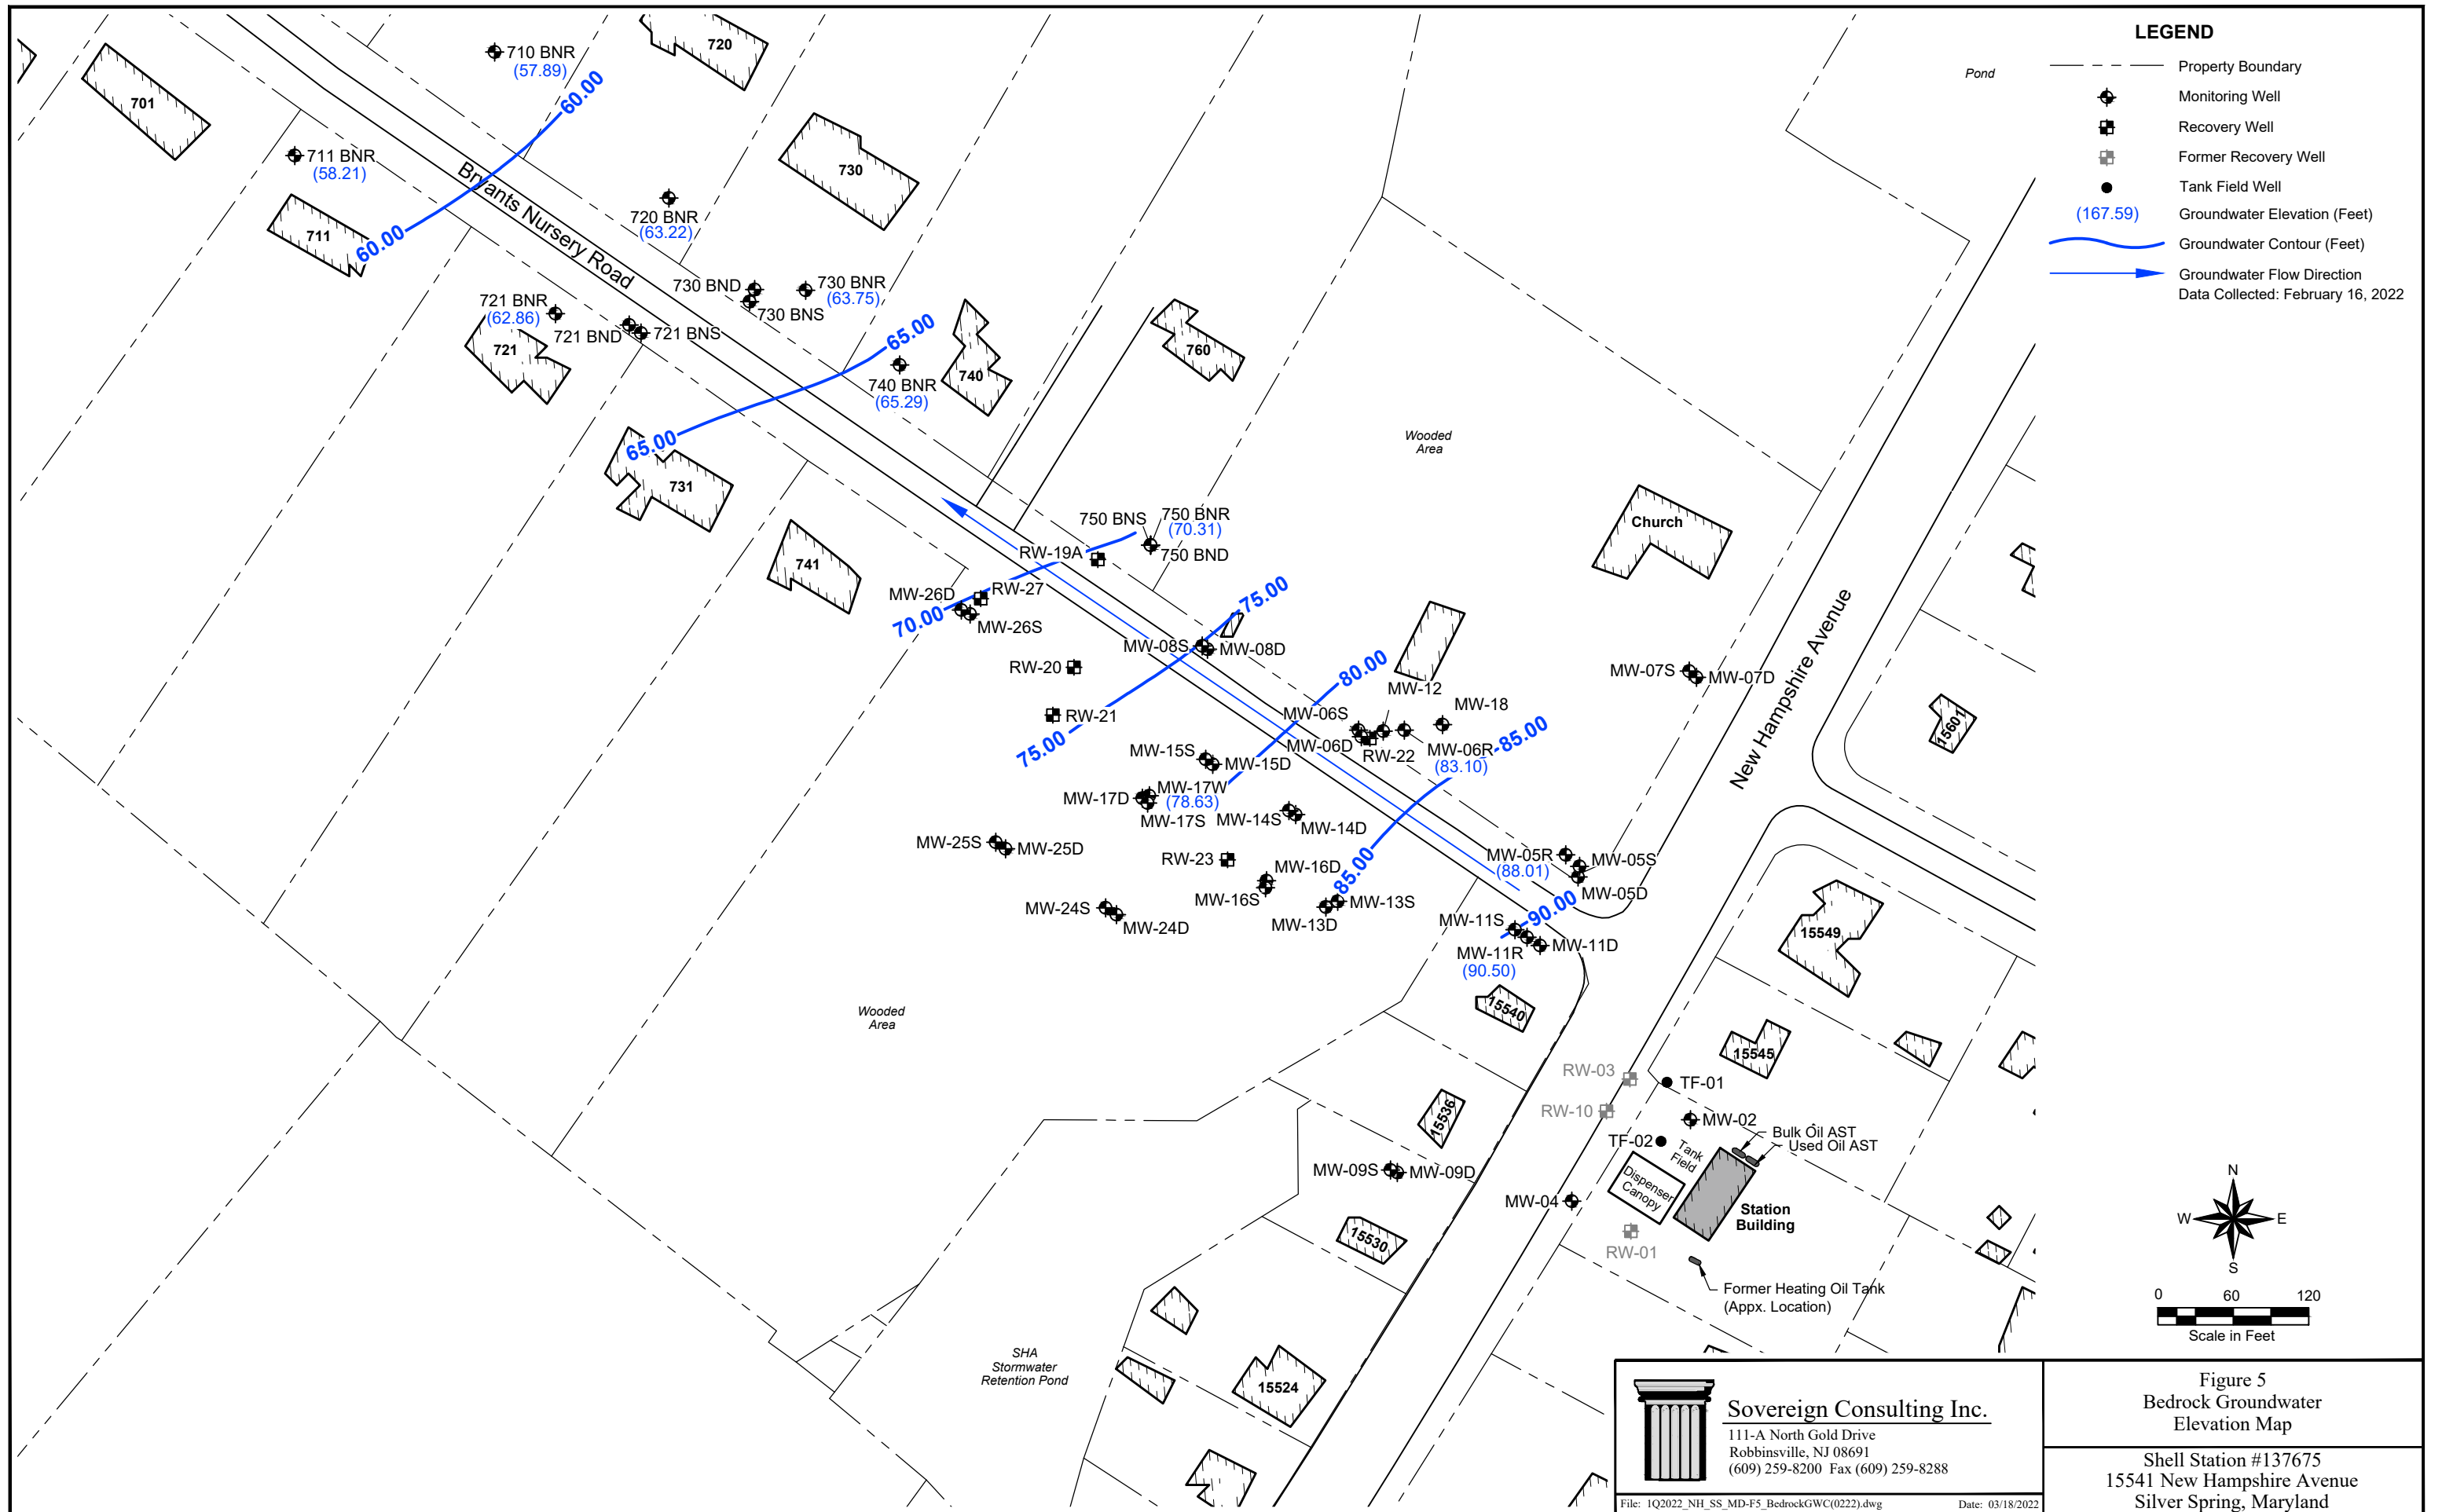 LEGEND
Property Boundary
Monitoring Well
Recovery Well
Former Recovery Well
Tank Field Well
(167.59) Groundwater Elevation (Feet)
Groundwater Contour (Feet)
Groundwater Flow Direction
Data Collected: February 16, 2022
Pond
710 BNR
(57.89)
720
60.00
701
711 BNR
(58.21)
730
Bryants Nursery Road
720 BNR
(63.22)
711
60.00
730 BND
730 BNR
(63.75)
730 BNS
721 BNR
(62.86)
721 BND
721 BNS
721
65.00
740 BNR
(65.29)
740
760
65.00
731
Wooded
Area
741
750 BNS
750 BNR
(70.31)
750 BND
RW-19A
Church
MW-26D
RW-27
70.00
MW-26S
75.00
MW-08S
MW-08D
RW-20
80.00
MW-07S
MW-07D
New Hampshire Avenue
MW-12
MW-18
RW-21
MW-06S
MW-06D
RW-22
MW-06R
(83.10)
85.00
15601
75.00
MW-15S
MW-15D
MW-17D
MW-17W
(78.63)
MW-17S
MW-14S
MW-14D
MW-25S
MW-25D
RW-23
MW-16D
MW-16S
85.00
MW-05R
(88.01)
MW-05S
MW-05D
MW-24S
MW-24D
MW-13S
MW-13D
90.00
MW-11S
MW-11D
MW-11R
(90.50)
15549
Wooded
Area
15540
15545
RW-03
TF-01
RW-10
MW-02
15536
TF-02
Tank
Field
Bulk Oil AST
Used Oil AST
MW-09S
MW-09D
Dispenser
Canopy
MW-04
Station
Building
15530
RW-01
Former Heating Oil Tank
(Appx. Location)
SHA
Stormwater
Retention Pond
15524
N
W E
S
0 60 120
Scale in Feet
Sovereign Consulting Inc.
111-A North Gold Drive
Robbinsville, NJ 08691
(609) 259-8200 Fax (609) 259-8288
File: 1Q2022_NH_SS_MD-F5_BedrockGWC(0222).dwg Date: 03/18/2022
Figure 5
Bedrock Groundwater
Elevation Map
Shell Station #137675
15541 New Hampshire Avenue
Silver Spring, Maryland